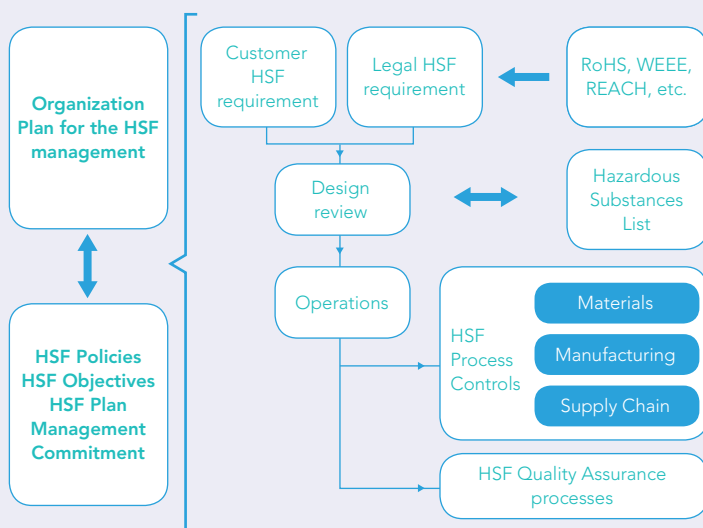 Organization
Plan for the HSF
management
HSF Policies
HSF Objectives
HSF Plan
Management
Commitment
Customer
HSF
requirement
Legal HSF
requirement
RoHS, WEEE,
REACH, etc.
Design
review
Hazardous
Substances
List
Operations
HSF
Process
Controls
Materials
Manufacturing
Supply Chain
HSF Quality Assurance
processes